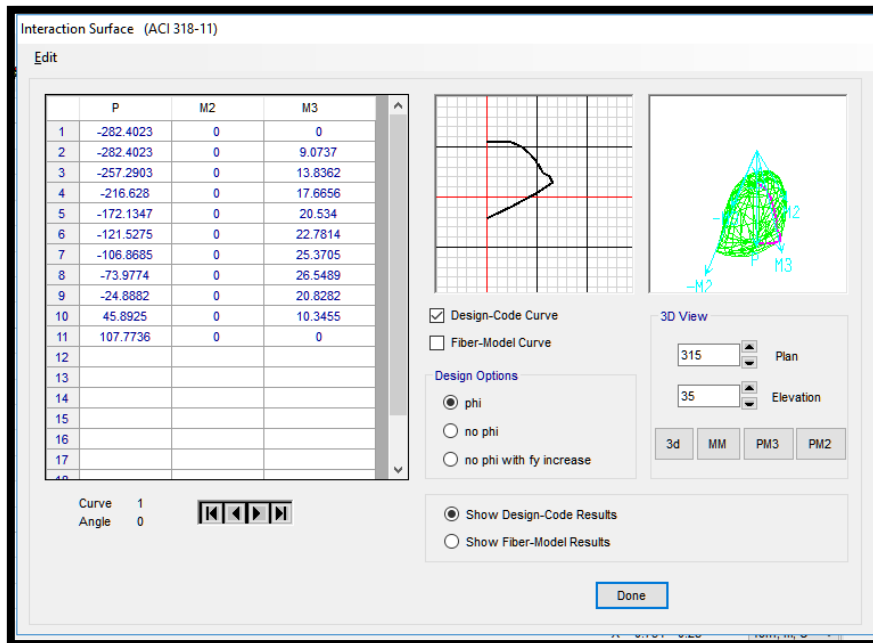 Interaction Surface (ACI 318-11)
Edit
P M2 M3
1 -282.4023 0 0
2 -282.4023 0 9.0737
3 -257.2903 0 13.8362
4 -216.628 0 17.6656
5 -172.1347 0 20.534
6 -121.5275 0 22.7814
7 -106.8685 0 25.3705
8 -73.9774 0 26.5489
9 -24.8882 0 20.8282
10 45.8925 0 10.3455
11 107.7736 0 0
12
13
14
15
16
17
Curve 1
Angle 0
M2
P
M3
-M2
Design-Code Curve
Fiber-Model Curve
Design Options
phi
no phi
no phi with fy increase
3D View
315 Plan
35 Elevation
3d MM PM3 PM2
Show Design-Code Results
Show Fiber-Model Results
Done